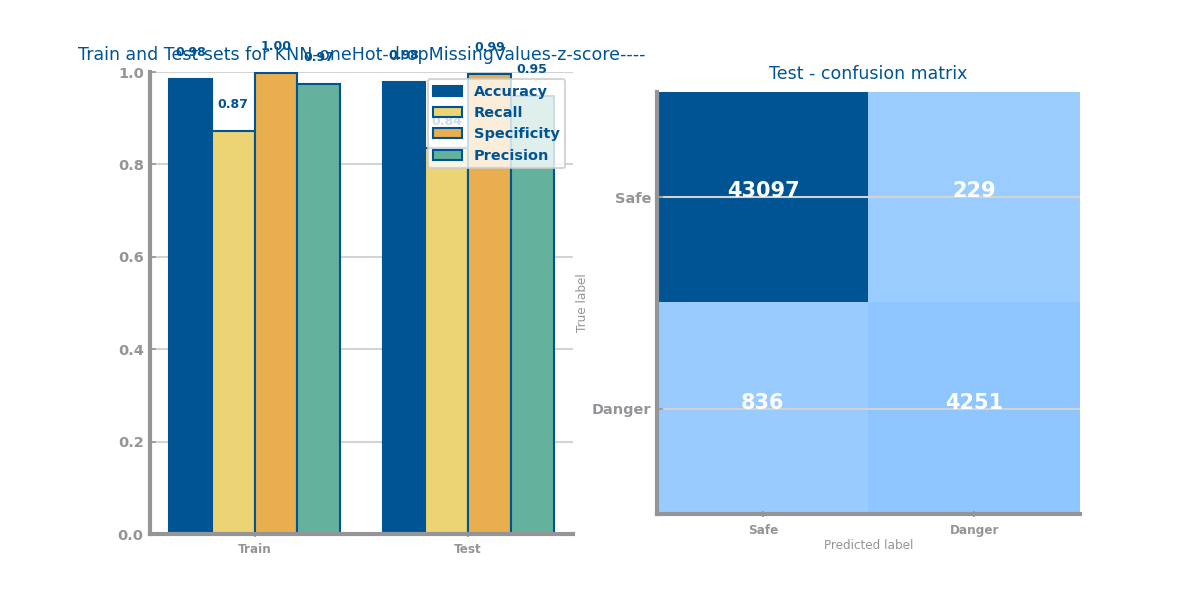 Train and Test sets for KNN-oneHot-dropMissingValues-z-score----
0.98
0.87
1.00
0.97
0.98
0.84
0.99
0.95
Accuracy
Recall
Specificity
Precision
1.0
0.8
0.6
0.4
0.2
0.0
Train
Test
Test - confusion matrix
True label
Safe
43097
229
Danger
836
4251
Safe
Danger
Predicted label